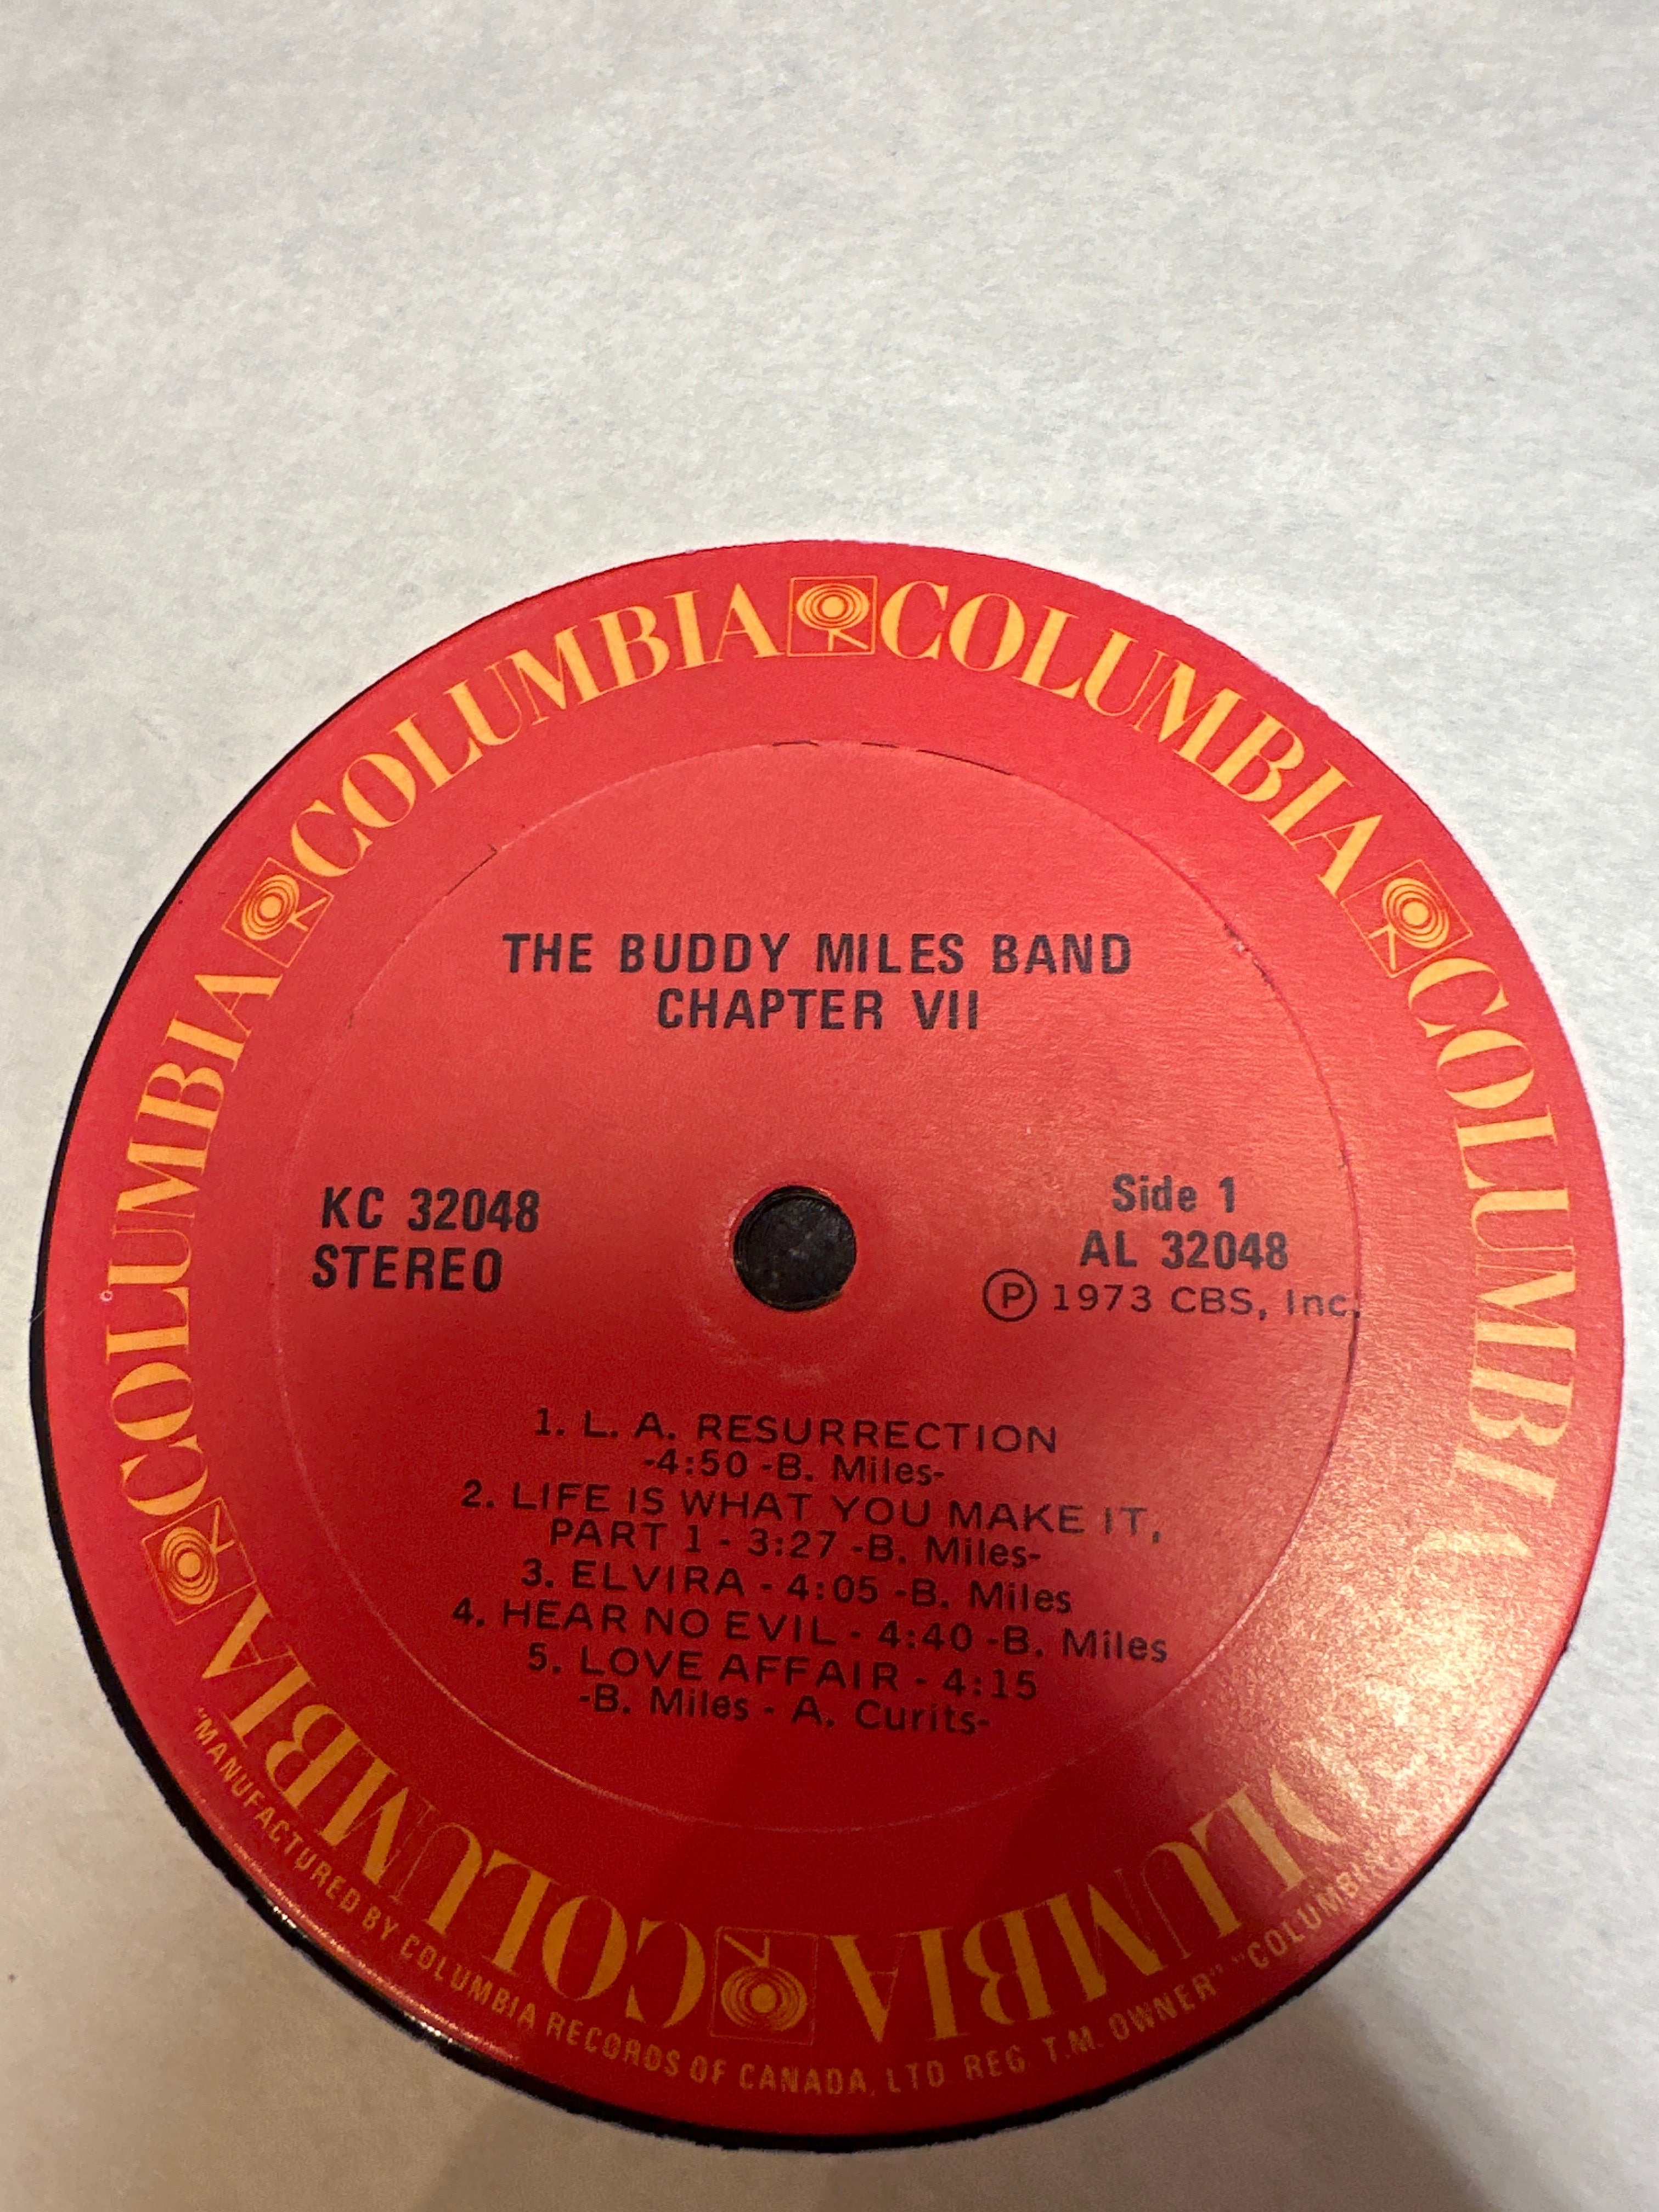 COLUMBIA COLUMBIA COLUMBIA COLUMBIA COLUMBIA COLUMBIA
THE BUDDY MILES BAND
CHAPTER VII
KC 32048
STEREO
Side 1
AL 32048
Ⓟ 1973 CBS, Inc.
1. L. A. RESURRECTION
-4:50 -B. Miles-
2. LIFE IS WHAT YOU MAKE IT,
PART 1 - 3:27 -B. Miles-
3. ELVIRA - 4:05 -B. Miles
4. HEAR NO EVIL - 4:40 -B. Miles
5. LOVE AFFAIR - 4:15
-B. Miles - A. Curits-
"MANUFACTURED BY COLUMBIA RECORDS OF CANADA, LTD REG T.M. OWNER" "COLUMBIA